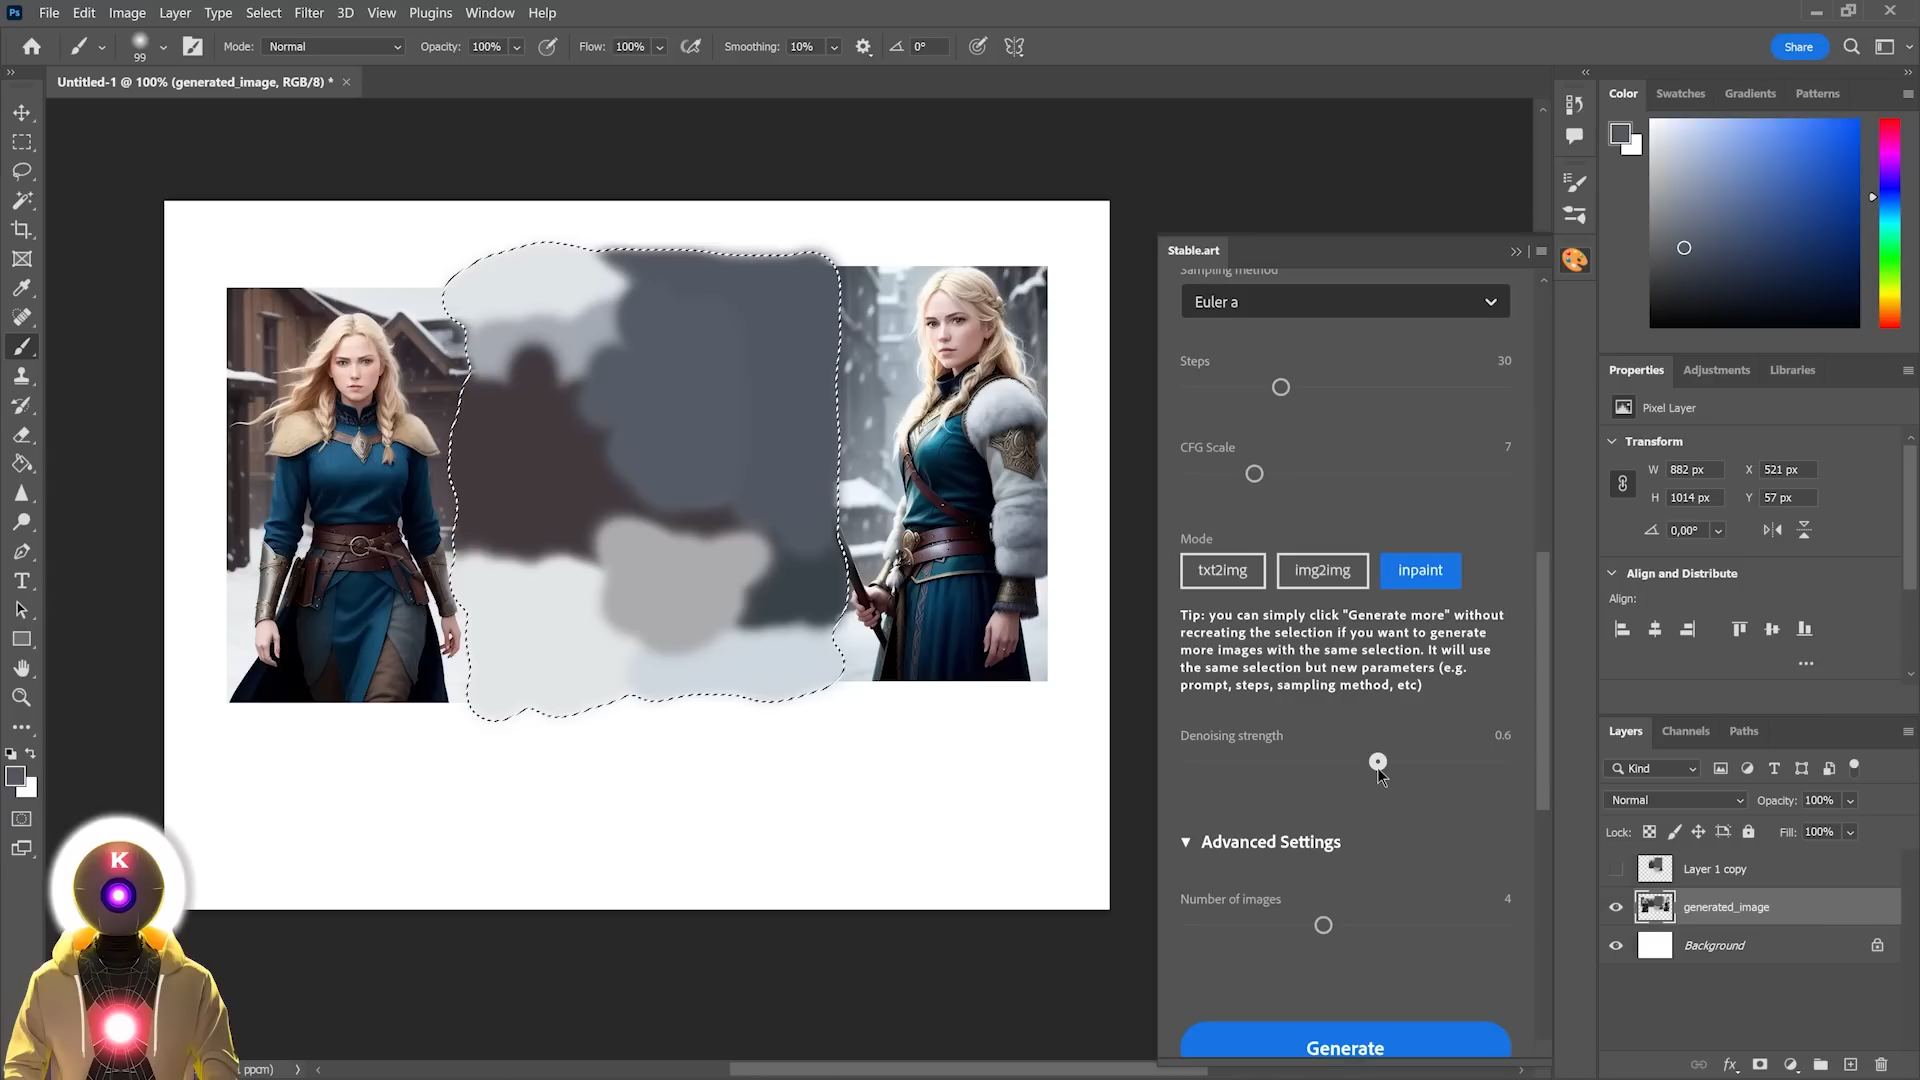 Ps File Edit Image Layer Type Select Filter 3D View Plugins Window Help
99 Mode: Normal Opacity: 100% Flow: 100% Smoothing: 10% 0° Share
Untitled-1 @ 100% (generated_image, RGB/8) *
Color Swatches Gradients Patterns
Stable.art
Sampling method
Euler a
Steps 30
CFG Scale 7
Mode
txt2img img2img inpaint
Tip: you can simply click "Generate more" without
recreating the selection if you want to generate
more images with the same selection. It will use
the same selection but new parameters (e.g.
prompt, steps, sampling method, etc)
Denoising strength 0.6
Advanced Settings
Number of images 4
Generate
Properties Adjustments Libraries
Pixel Layer
Transform
W 882 px X 521 px
H 1014 px Y 57 px
0,00°
Align and Distribute
Align:
Layers Channels Paths
Kind
Normal Opacity: 100%
Lock: Fill: 100%
Layer 1 copy
generated_image
Background
fx
K
ppcm)